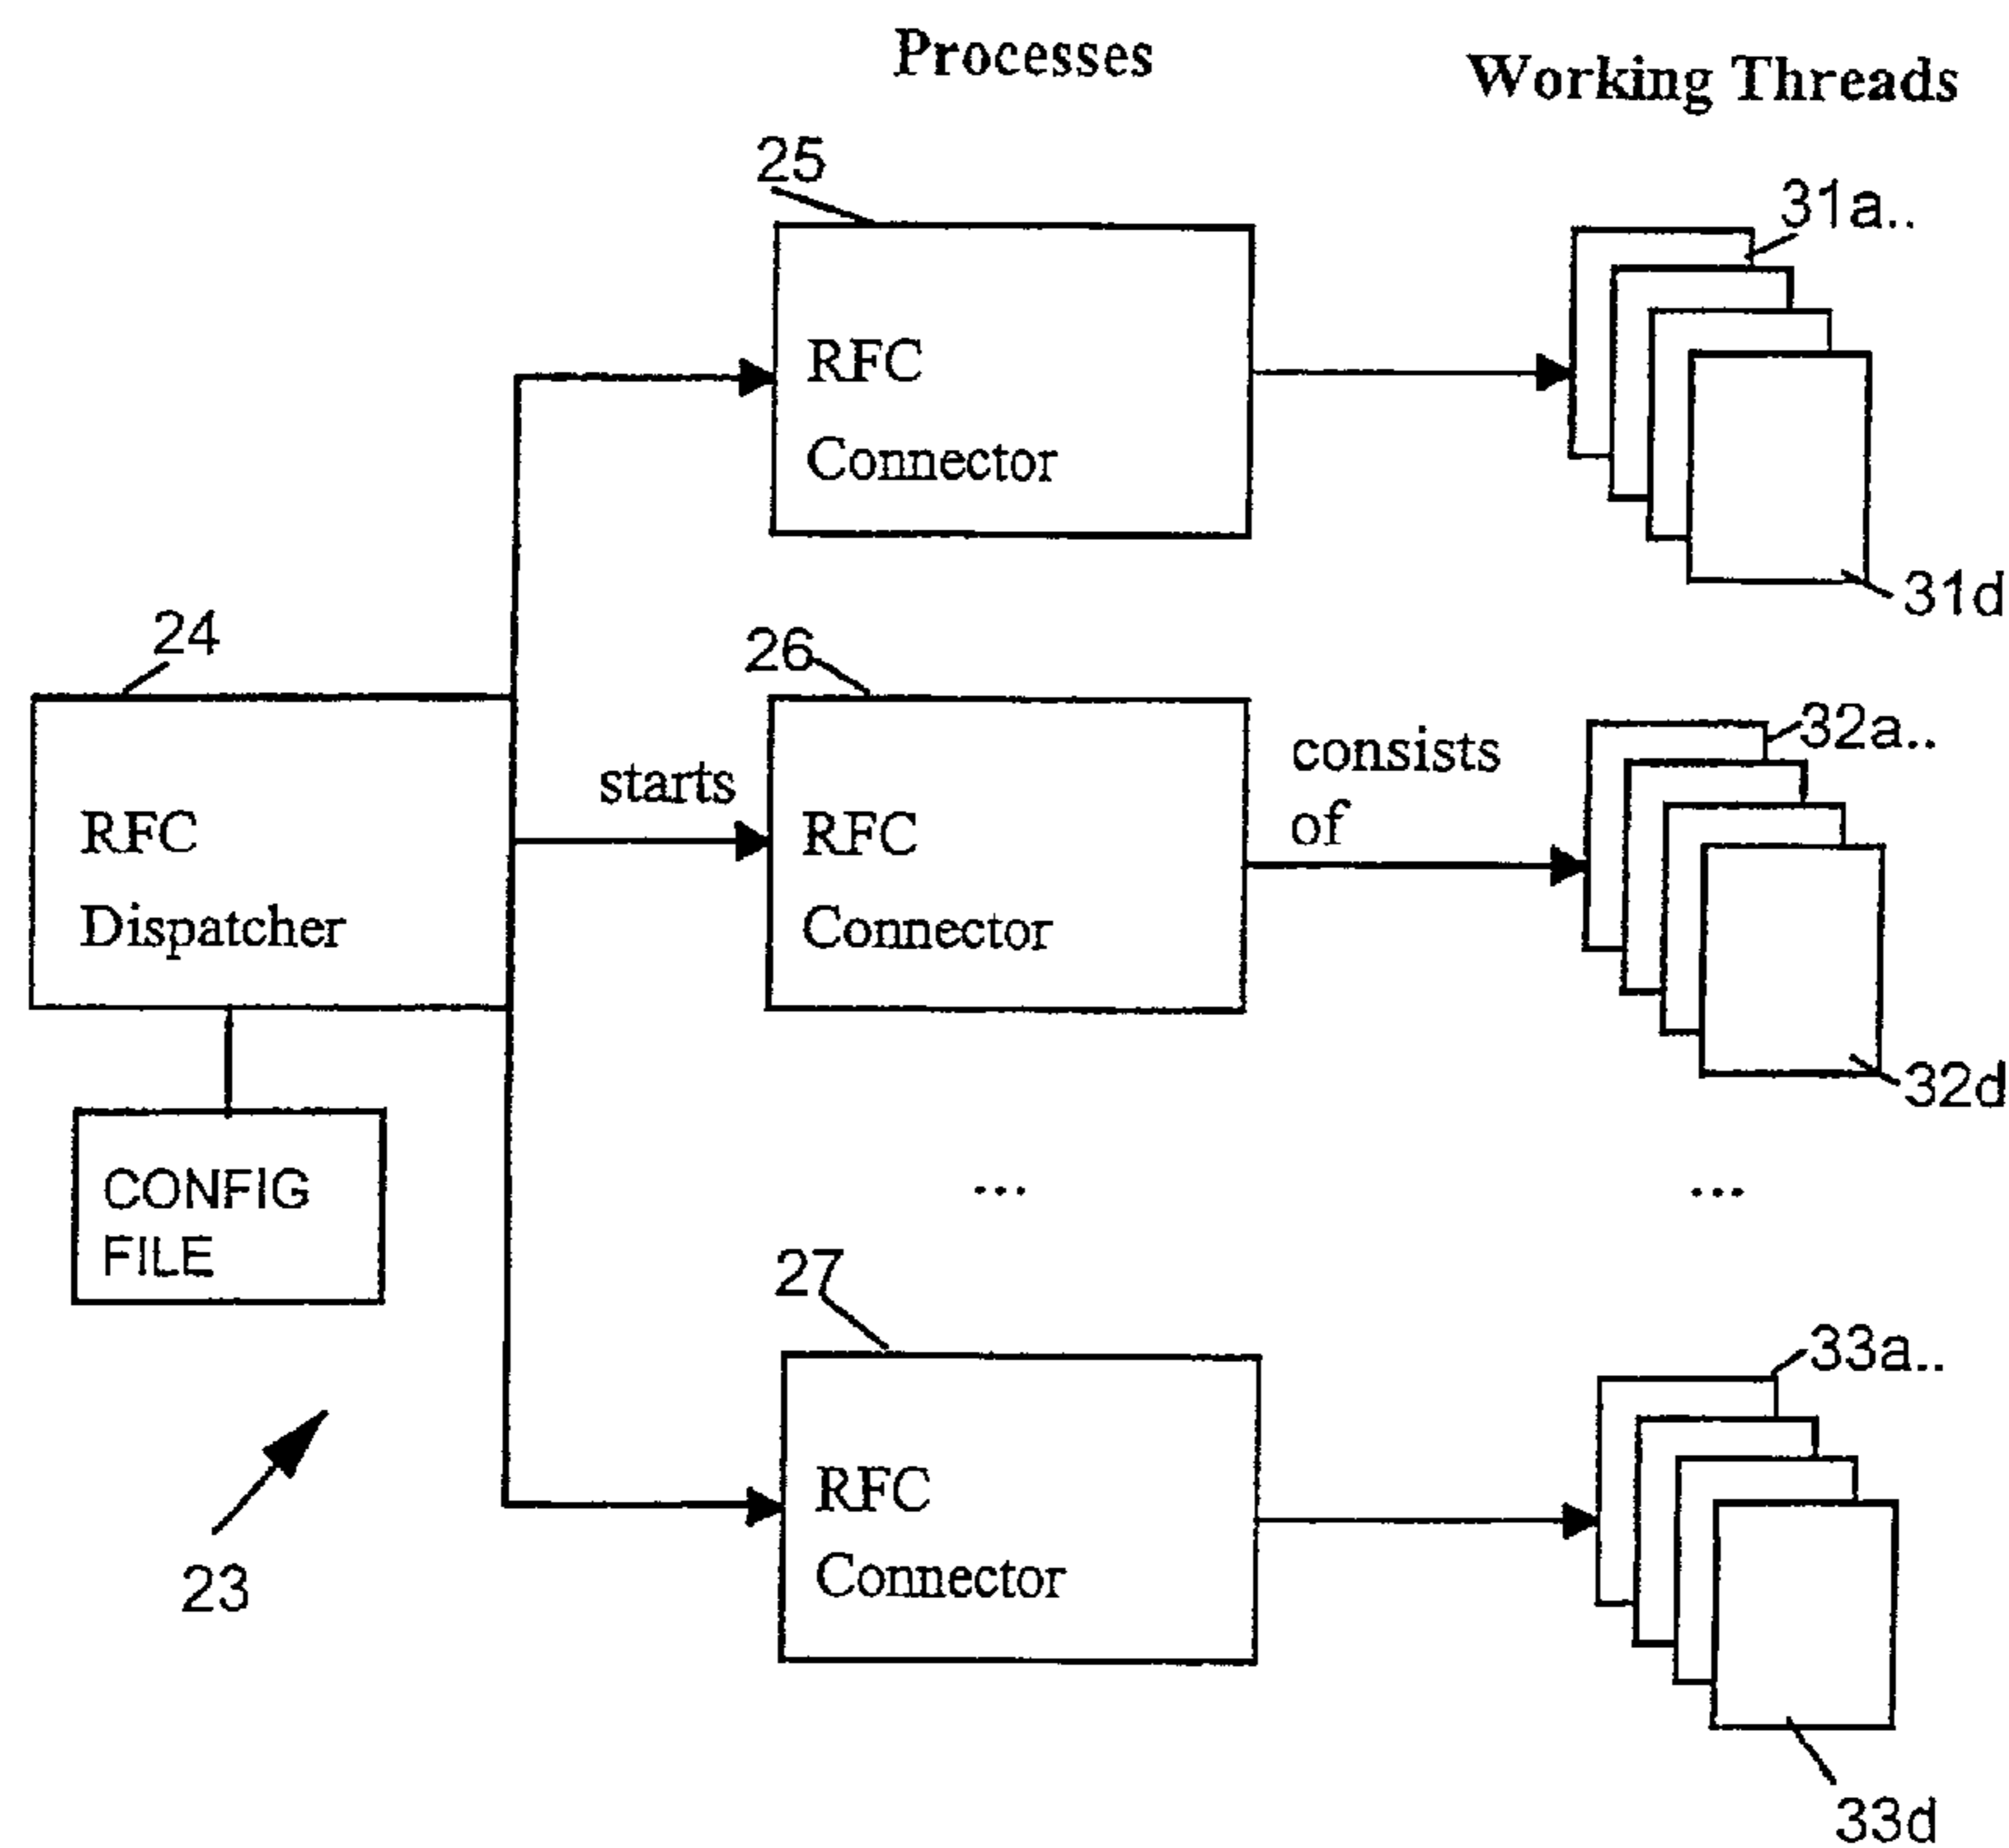 Processes
Working Threads
25
31a..
RFC
Connector
31d
24
26
32a..
starts
consists
of
RFC
Dispatcher
RFC
Connector
32d
CONFIG
FILE
...
...
27
33a..
RFC
Connector
23
33d